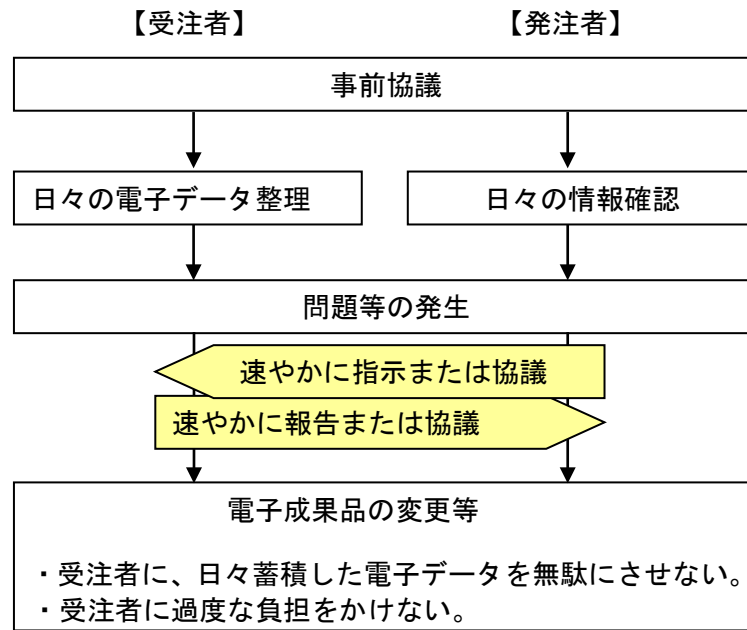 【受注者】
【発注者】
事前協議
日々の電子データ整理
日々の情報確認
問題等の発生
速やかに指示または協議
速やかに報告または協議
電子成果品の変更等
・受注者に、日々蓄積した電子データを無駄にさせない。
・受注者に過度な負担をかけない。